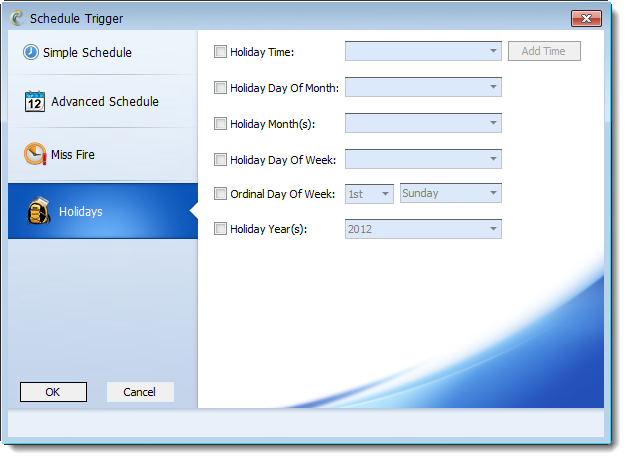 Schedule Trigger
Simple Schedule
12
Advanced Schedule
Miss Fire
Holidays
Holiday Time:
Add Time
Holiday Day Of Month:
Holiday Month(s):
Holiday Day Of Week:
Ordinal Day Of Week: 1st Sunday
Holiday Year(s): 2012
OK Cancel